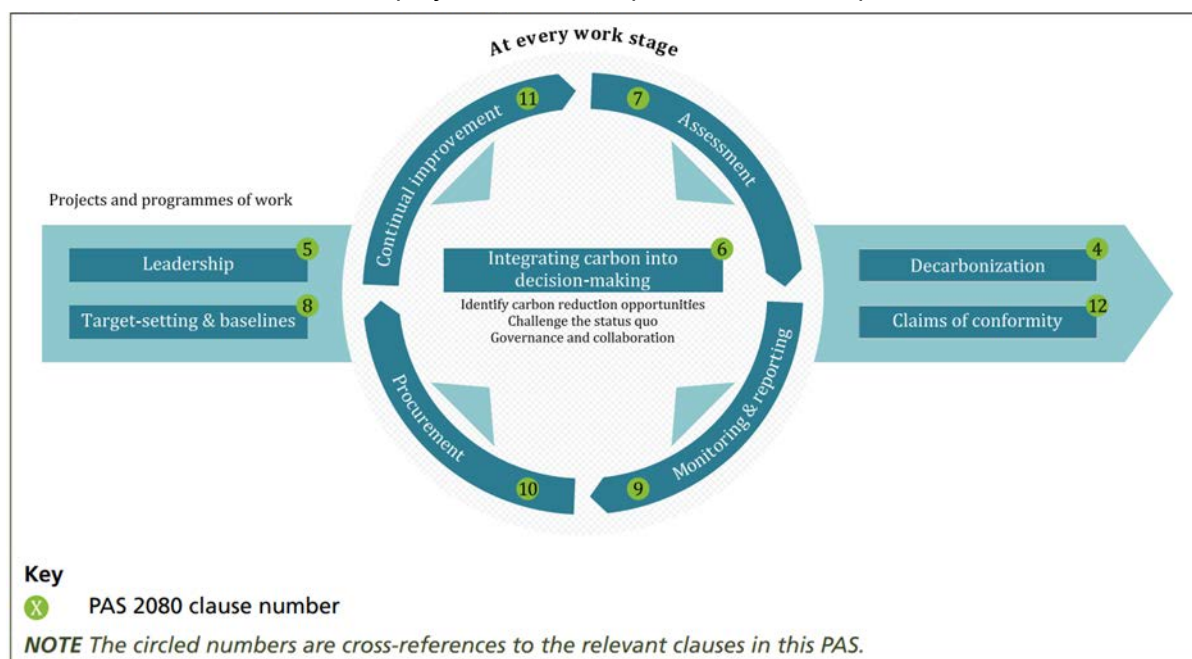 At every work stage
11
7
Continual improvement
Assessment
Projects and programmes of work
5
Leadership
8
Target-setting & baselines
6
Integrating carbon into
decision-making
Identify carbon reduction opportunities
Challenge the status quo
Governance and collaboration
4
Decarbonization
12
Claims of conformity
Procurement
Monitoring & reporting
10
9
Key
X PAS 2080 clause number
NOTE The circled numbers are cross-references to the relevant clauses in this PAS.